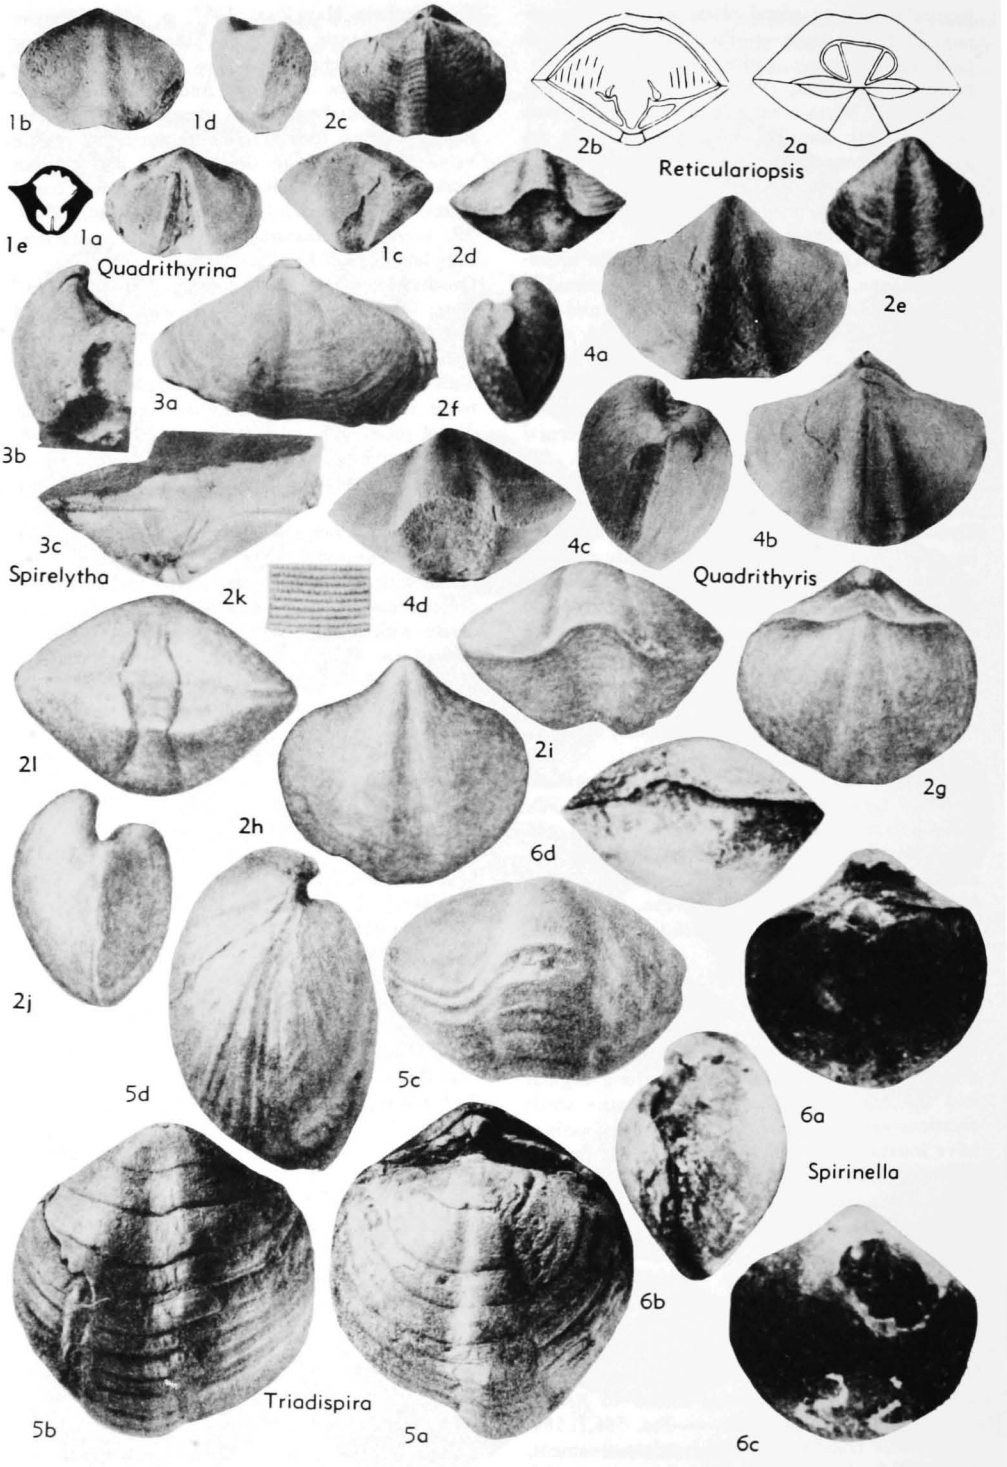 1b
1d
2c
2b
2a
Reticulariopsis
1e
1a
1c
2d
Quadrithyrina
2e
4a
3a
2f
3b
3c
4c
4b
Spirelytha
2k
4d
Quadrithyris
2l
2i
2g
2h
6d
2j
5d
5c
6a
Spirinella
6b
Triadispira
5b
5a
6c